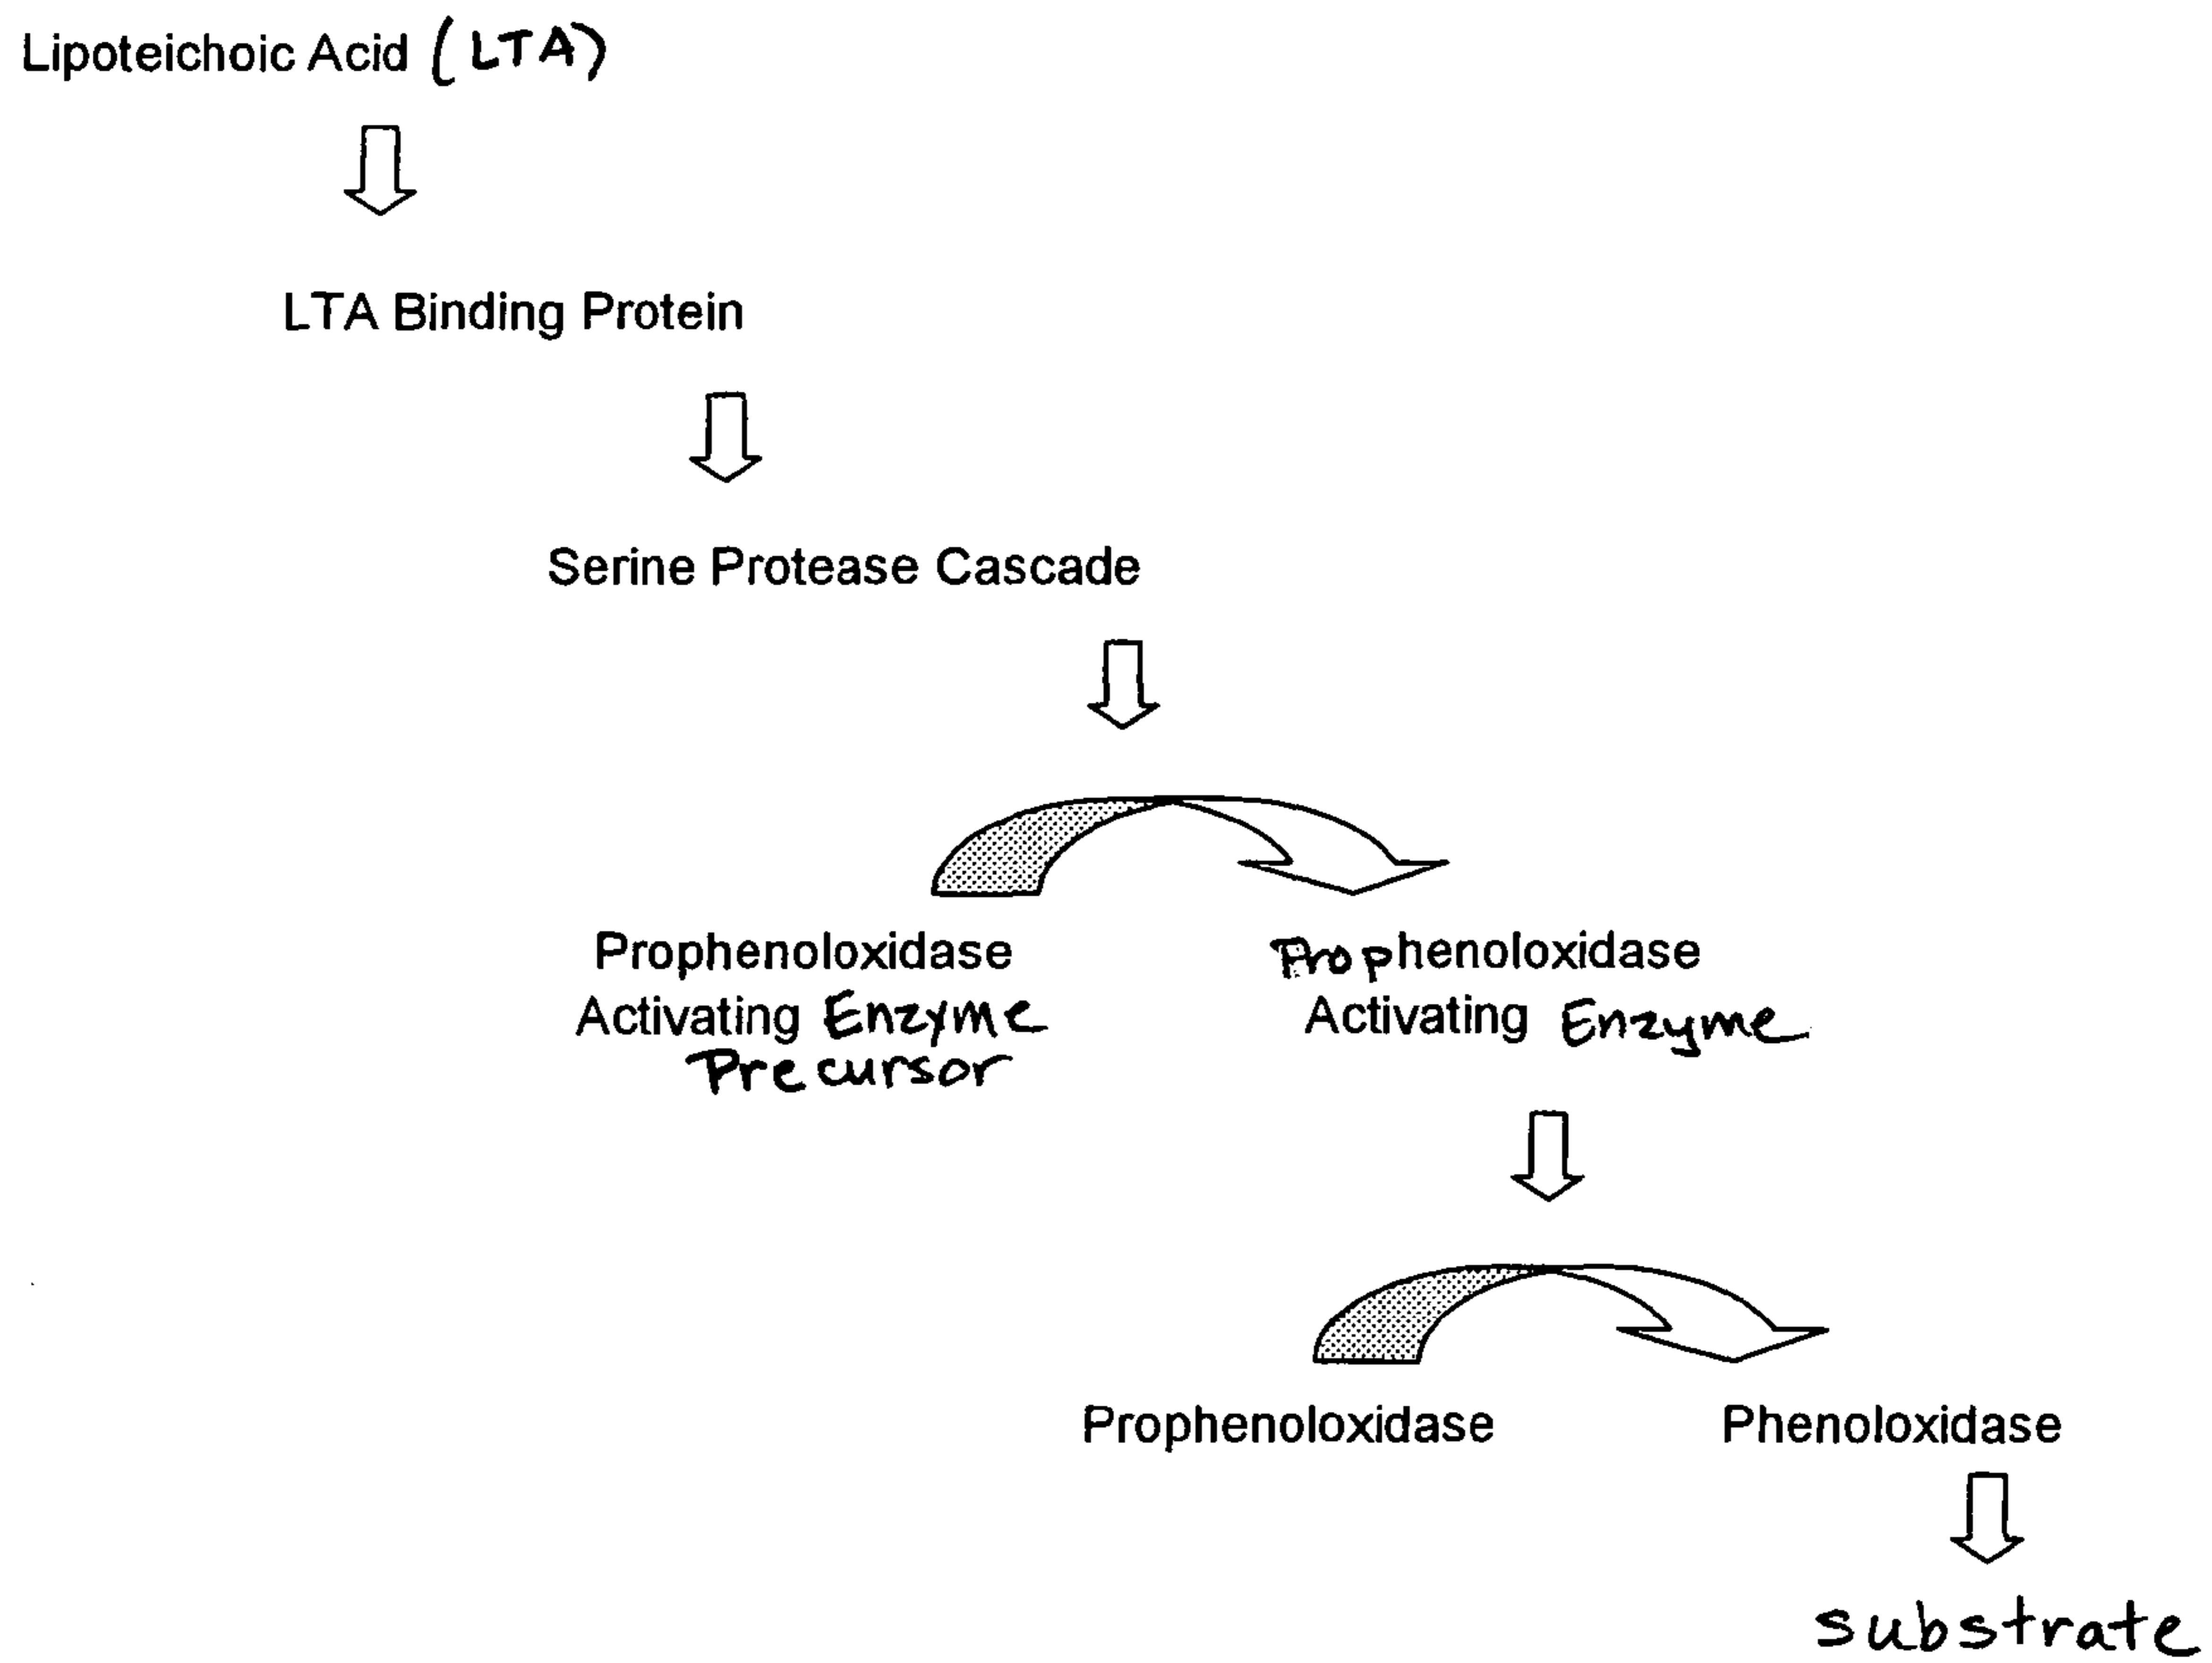 Lipoteichoic Acid (LTA)
LTA Binding Protein
Serine Protease Cascade
Prophenoloxidase
Activating Enzyme
Precursor
Prophenoloxidase
Activating Enzyme
Prophenoloxidase
Phenoloxidase
substrate